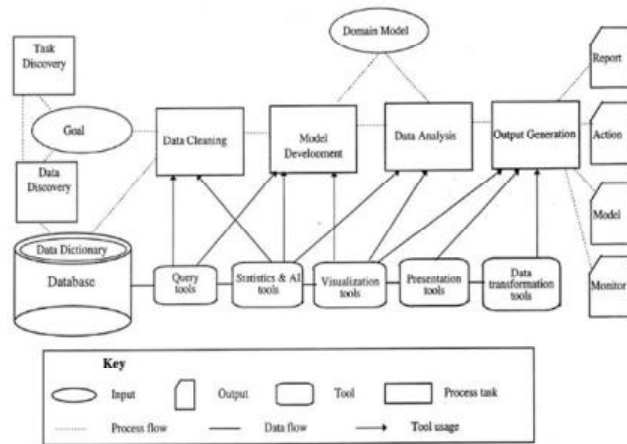 Domain Model
Task
Discovery
Report
Goal
Data Cleaning
Model
Development
Data Analysis
Output Generation
Action
Data
Discovery
Model
Data Dictionary
Database
Query
tools
Statistics & AI
tools
Visualization
tools
Presentation
tools
Data
transformation
tools
Monitor
Key
Input
Output
Tool
Process task
Process flow
Data flow
Tool usage